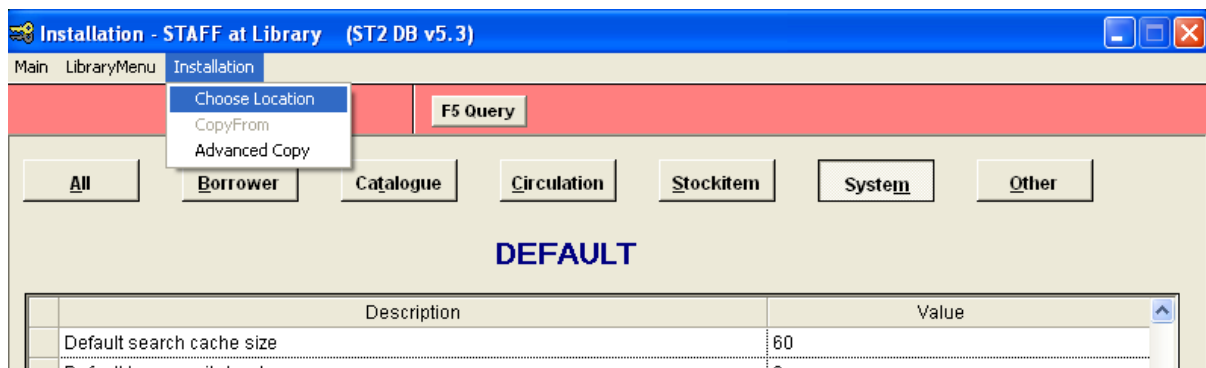 Installation - STAFF at Library (ST2 DB v5.3)
Main LibraryMenu Installation
Choose Location
CopyFrom
Advanced Copy
F5 Query
All Borrower Catalogue Circulation Stockitem System Other
DEFAULT
Description Value
Default search cache size 60